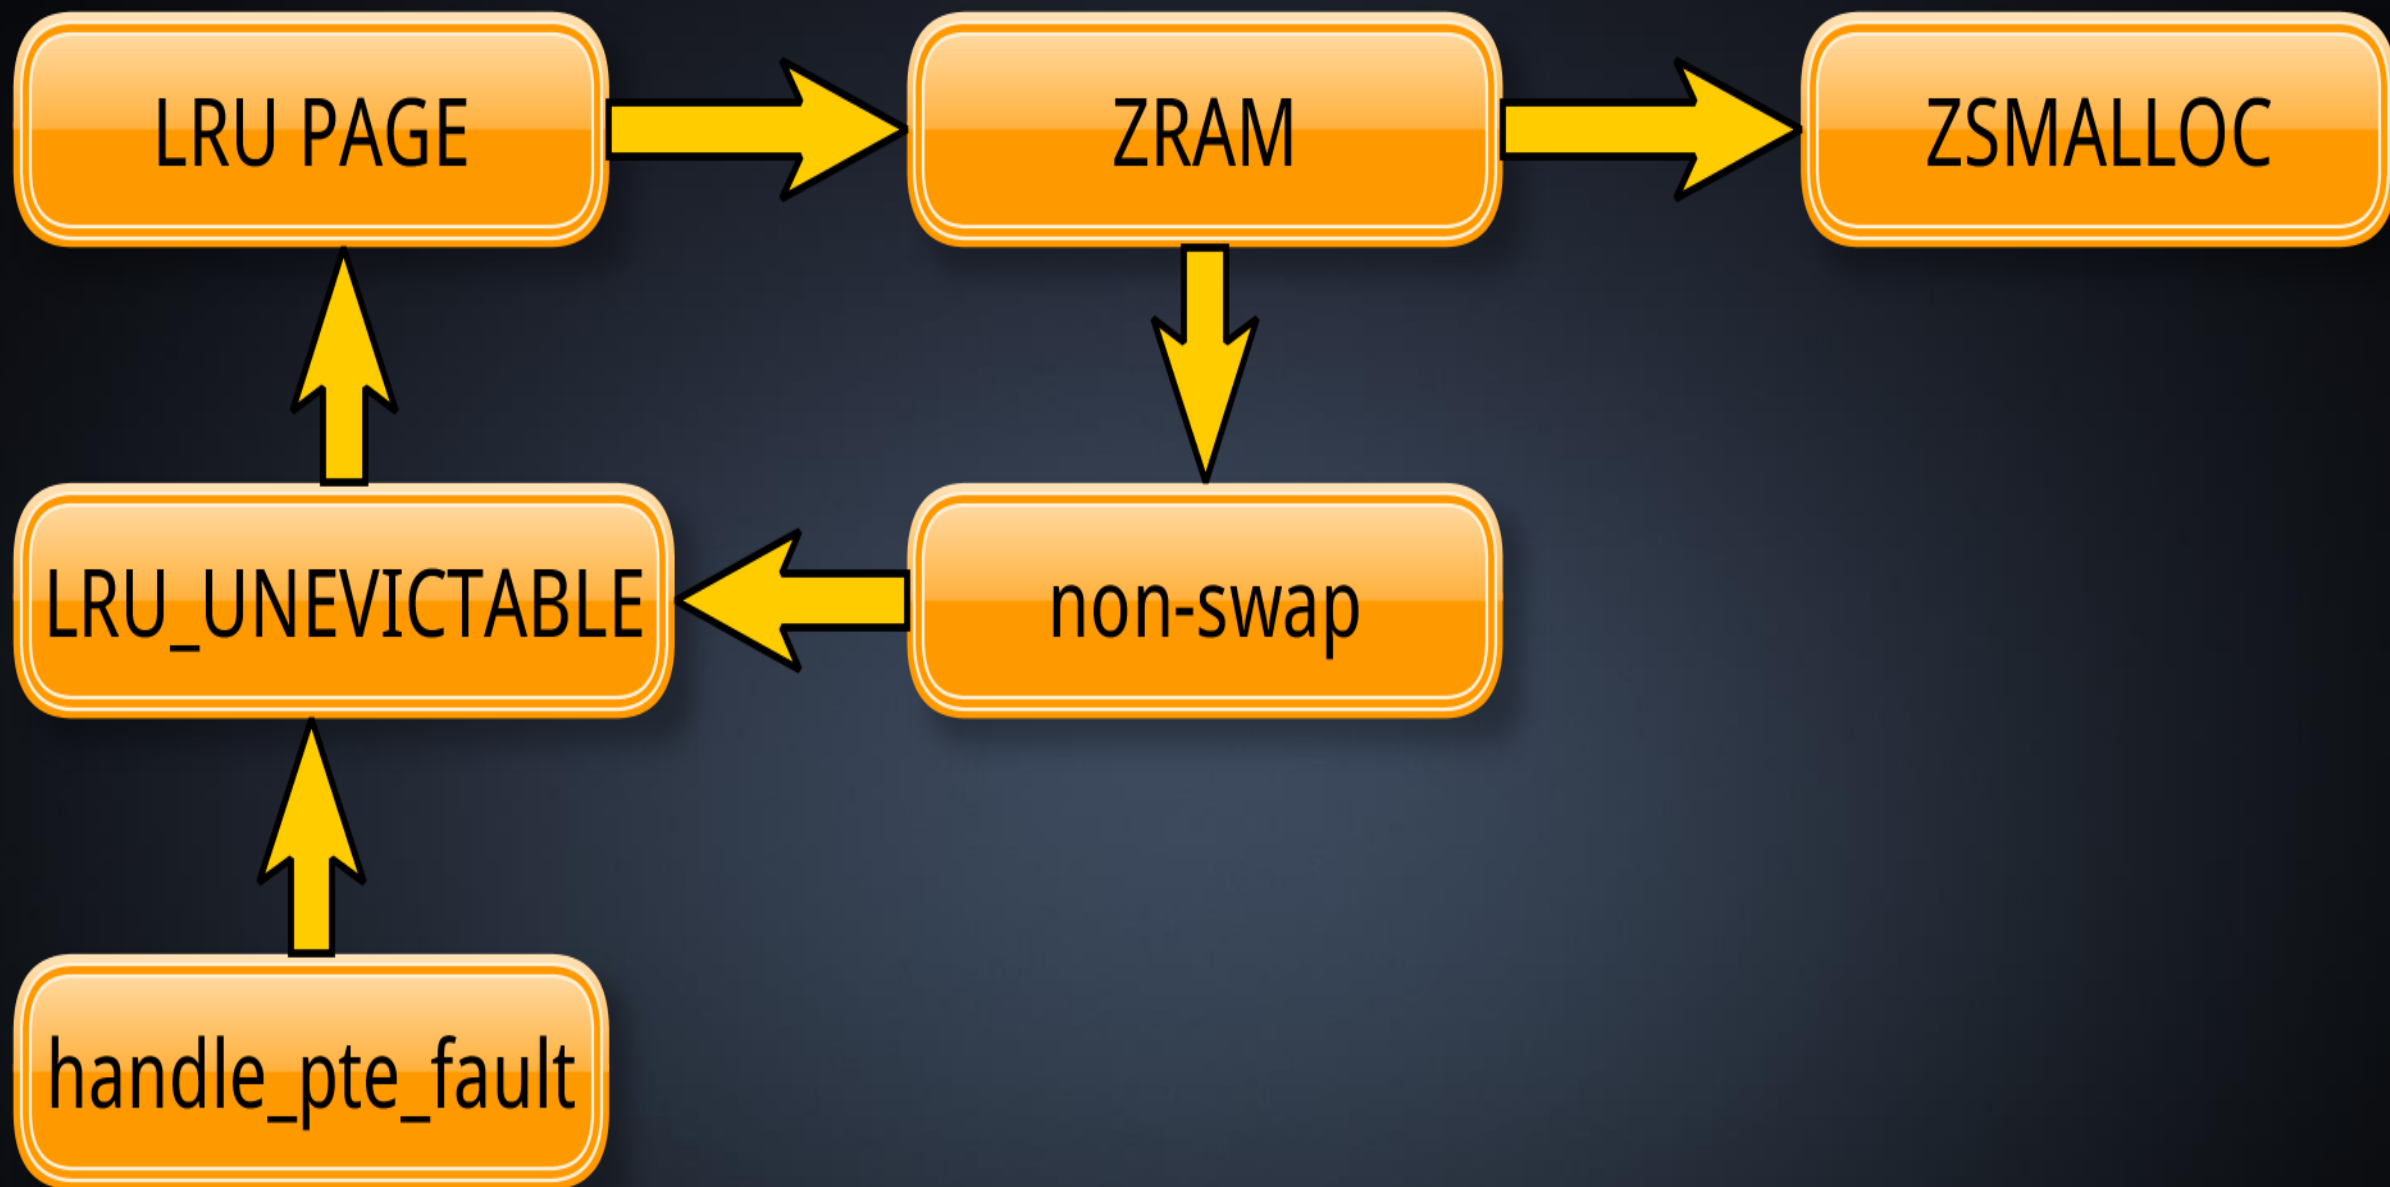 LRU PAGE
ZRAM
ZSMALLOC
LRU_UNEVICTABLE
non-swap
handle_pte_fault